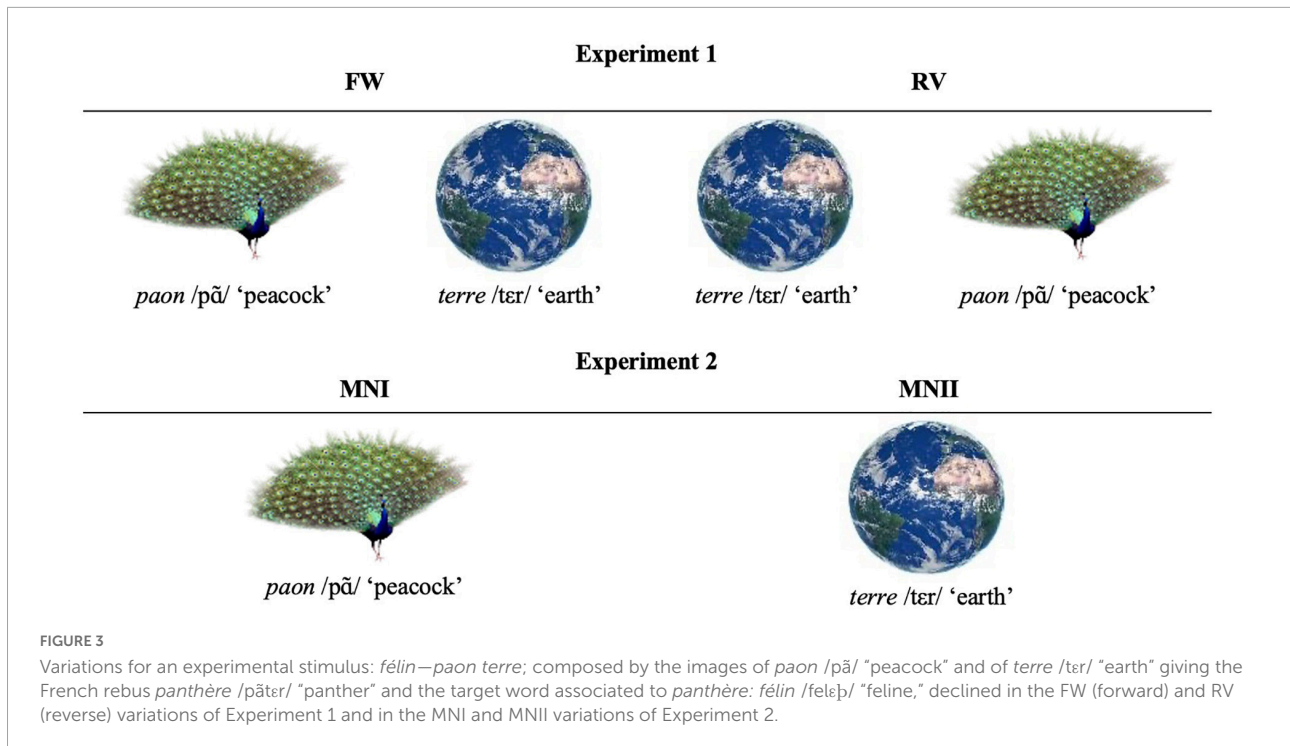 Experiment 1
FW RV
paon /pɑ̃/ ‘peacock’ terre /tɛr/ ‘earth’ terre /tɛr/ ‘earth’ paon /pɑ̃/ ‘peacock’
Experiment 2
MNI MNII
paon /pɑ̃/ ‘peacock’
terre /tɛr/ ‘earth’
FIGURE 3
Variations for an experimental stimulus: félin—paon terre; composed by the images of paon /pɑ̃/ “peacock” and of terre /tɛr/ “earth” giving the
French rebus panthère /pɑ̃tɛr/ “panther” and the target word associated to panthère: félin /felɛþ/ “feline,” declined in the FW (forward) and RV
(reverse) variations of Experiment 1 and in the MNI and MNII variations of Experiment 2.